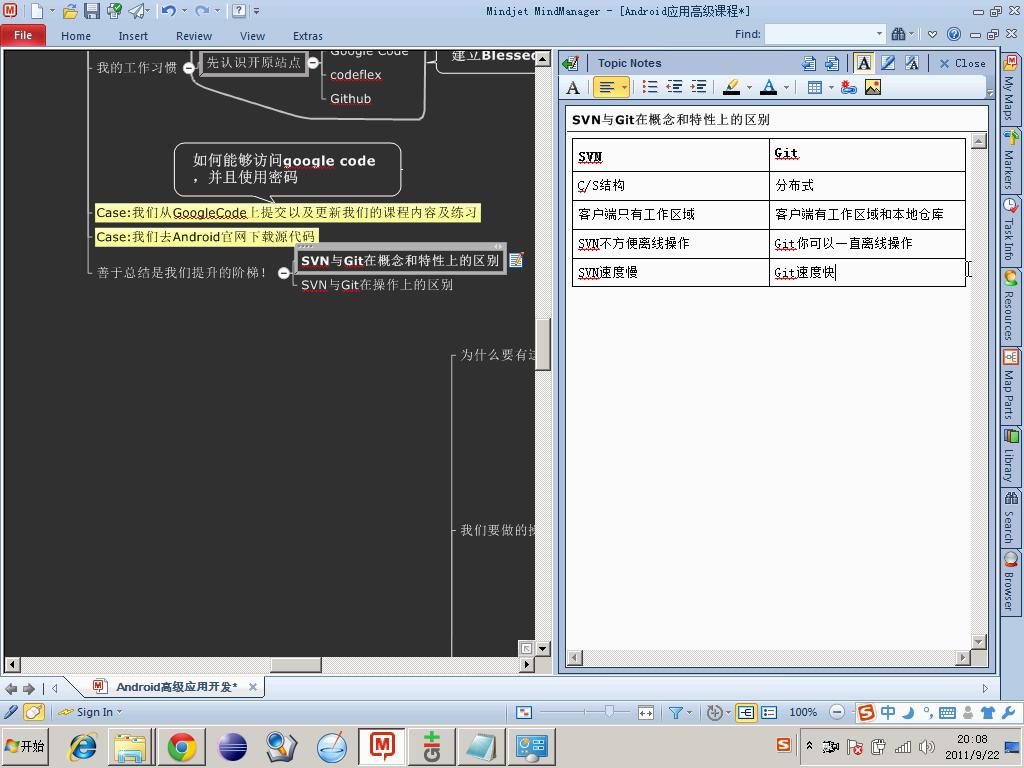 Mindjet MindManager - [Android应用高级课程*]
File Home Insert Review View Extras
Find:
Google Code
建立Blessed
我的工作习惯
先认识开原站点
codeflex
Github
如何能够访问google code
，并且使用密码
Case:我们从GoogleCode上提交以及更新我们的课程内容及练习
Case:我们去Android官网下载源代码
善于总结是我们提升的阶梯！
SVN与Git在概念和特性上的区别
SVN与Git在操作上的区别
我们要做的
Topic Notes
Close
SVN与Git在概念和特性上的区别
SVN Git
C/S结构 分布式
客户端只有工作区域 客户端有工作区域和本地仓库
SVN不方便离线操作 Git你可以一直离线操作
SVN速度慢 Git速度快
My Maps
Markers
Task Info
Resources
Map Parts
Library
Search
Browser
Android高级应用开发*
Sign In
100%
中
开始
git
20:08
2011/9/22